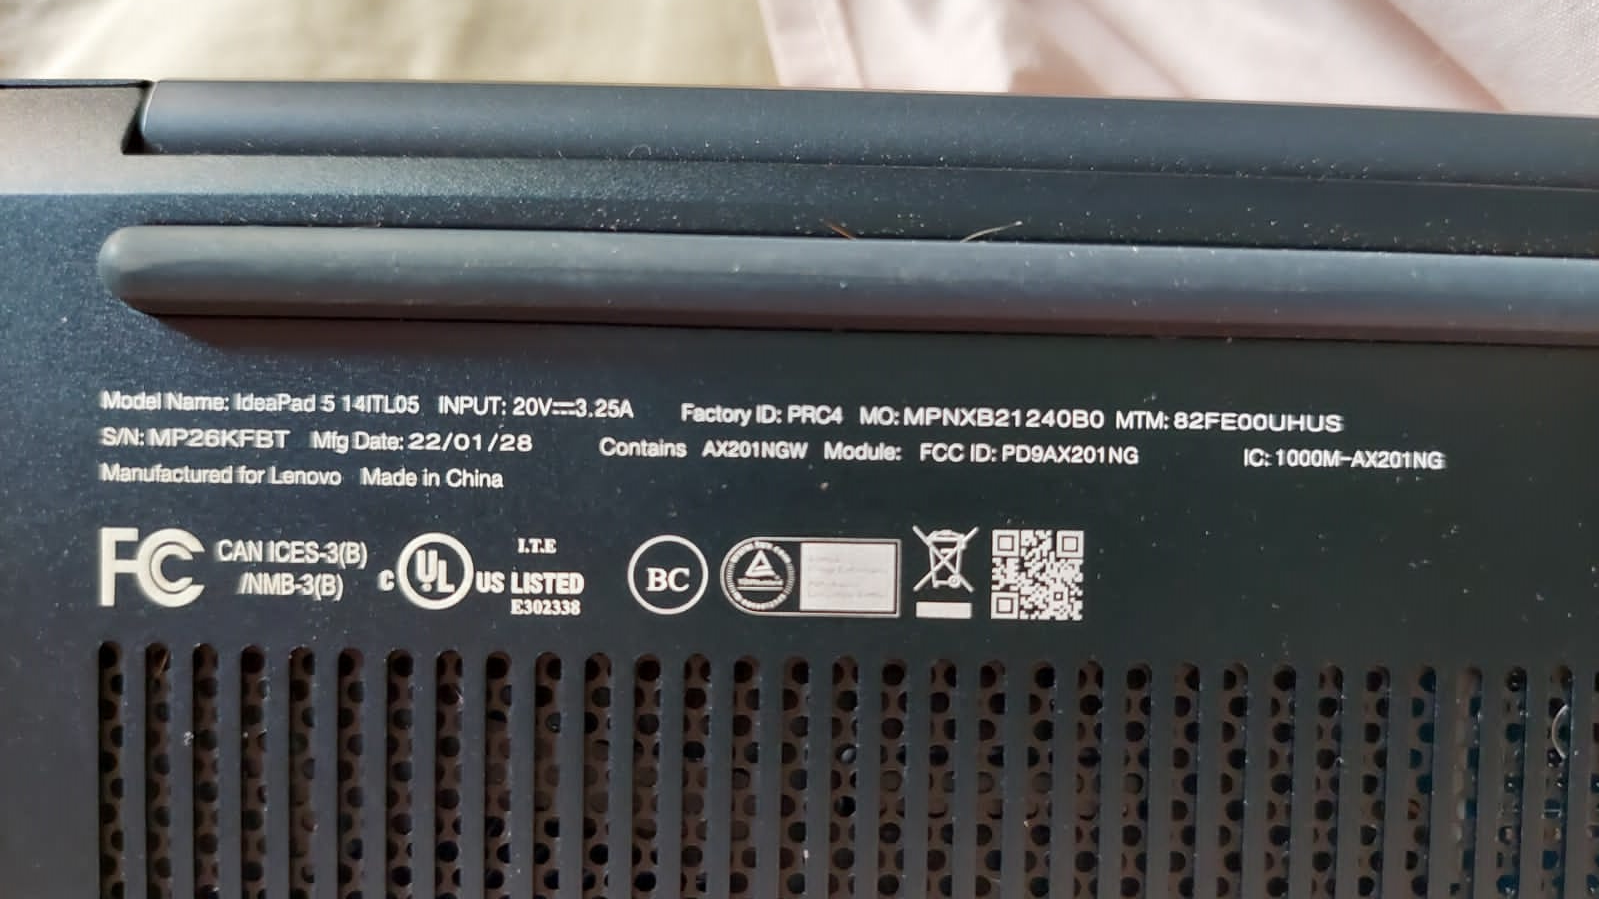 Model Name: IdeaPad 5 14ITL05 INPUT: 20V⎓3.25A Factory ID: PRC4 MO: MPNXB21240B0 MTM: 82FE00UHUS
S/N: MP26KFBT Mfg Date: 22/01/28 Contains AX201NGW Module: FCC ID: PD9AX201NG IC: 1000M-AX201NG
Manufactured for Lenovo Made in China
FC CAN ICES-3(B)
/NMB-3(B)
C UL US LISTED
I.T.E
E302338
BC